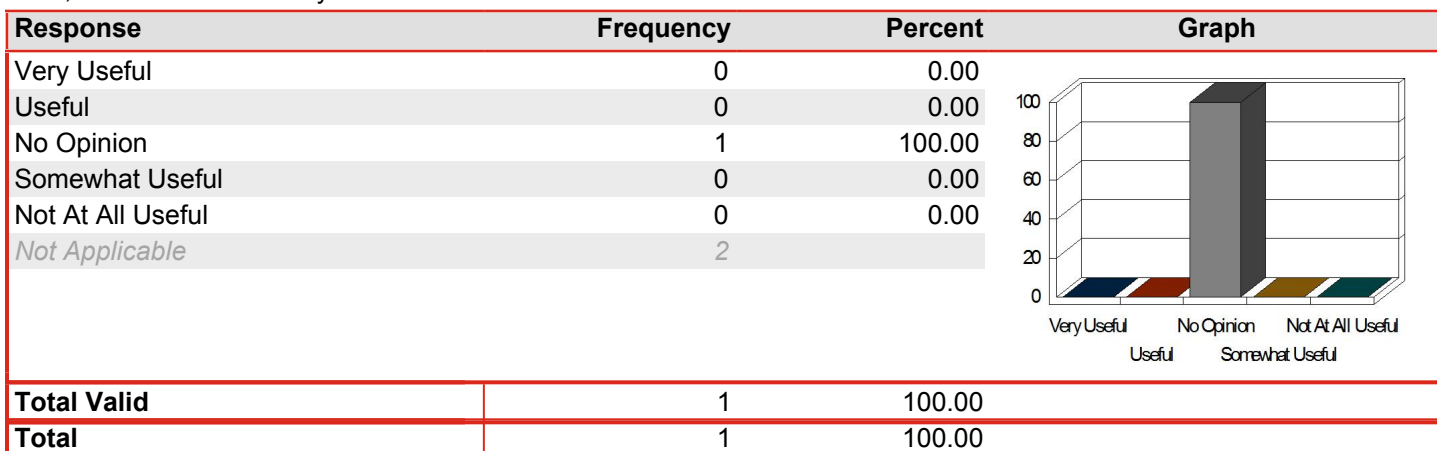 Response Frequency Percent Graph
Very Useful 0 0.00
Useful 0 0.00
No Opinion 1 100.00
Somewhat Useful 0 0.00
Not At All Useful 0 0.00
Not Applicable 2
100
80
60
40
20
0
Very Useful No Opinion Not At All Useful
Useful Somewhat Useful
Total Valid 1 100.00
Total 1 100.00